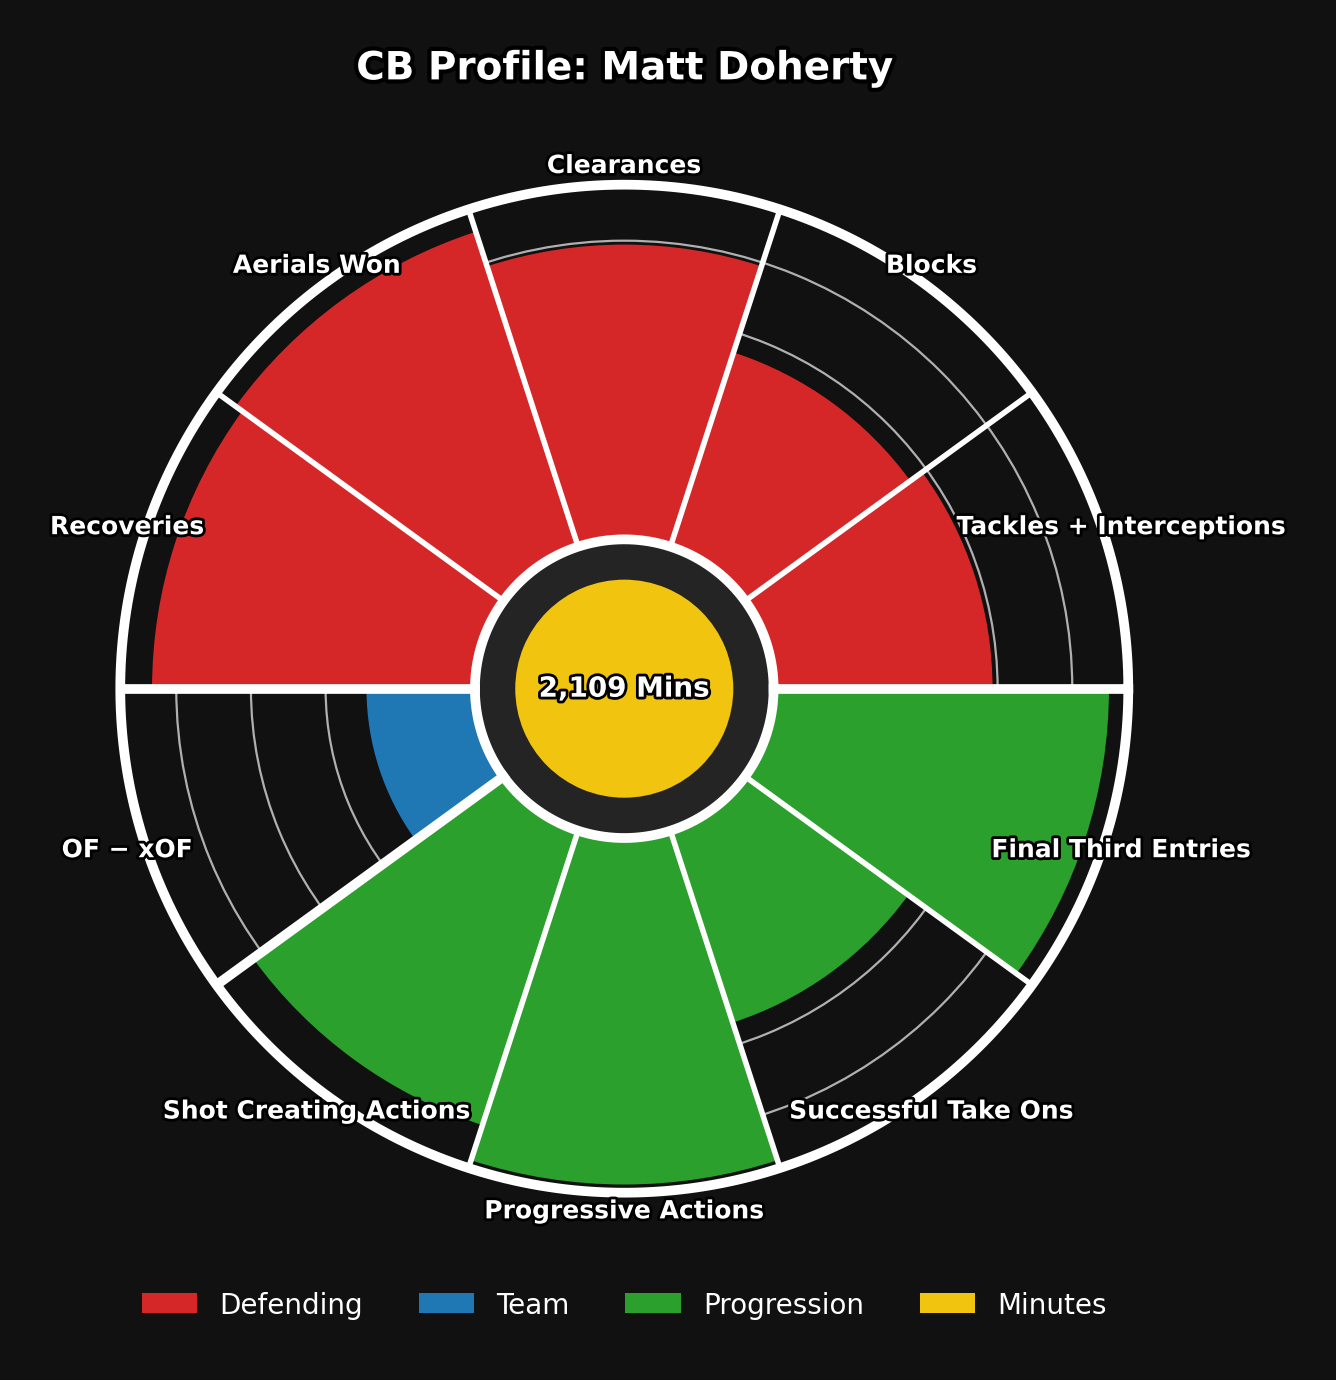 CB Profile: Matt Doherty
Clearances
Aerials Won
Blocks
Recoveries
Tackles + Interceptions
2,109 Mins
OF − xOF
Final Third Entries
Shot Creating Actions
Successful Take Ons
Progressive Actions
Defending
Team
Progression
Minutes